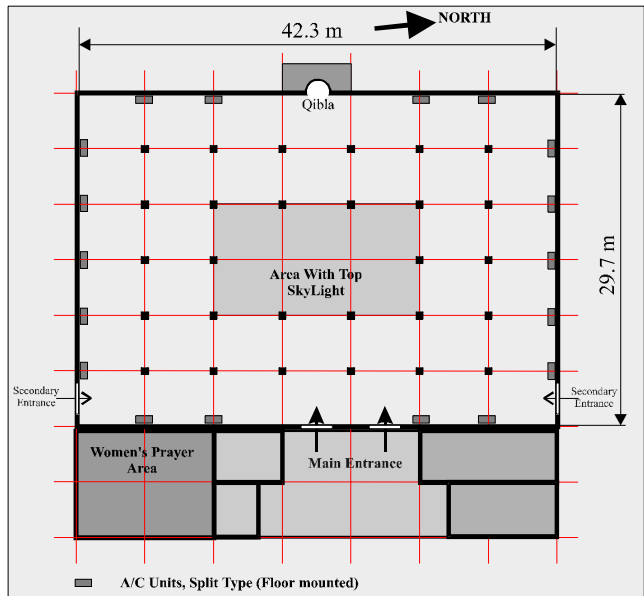 42.3 m
NORTH
Qibla
29.7 m
Area With Top
SkyLight
Secondary
Entrance
Secondary
Entrance
Women's Prayer
Area
Main Entrance
A/C Units, Split Type (Floor mounted)